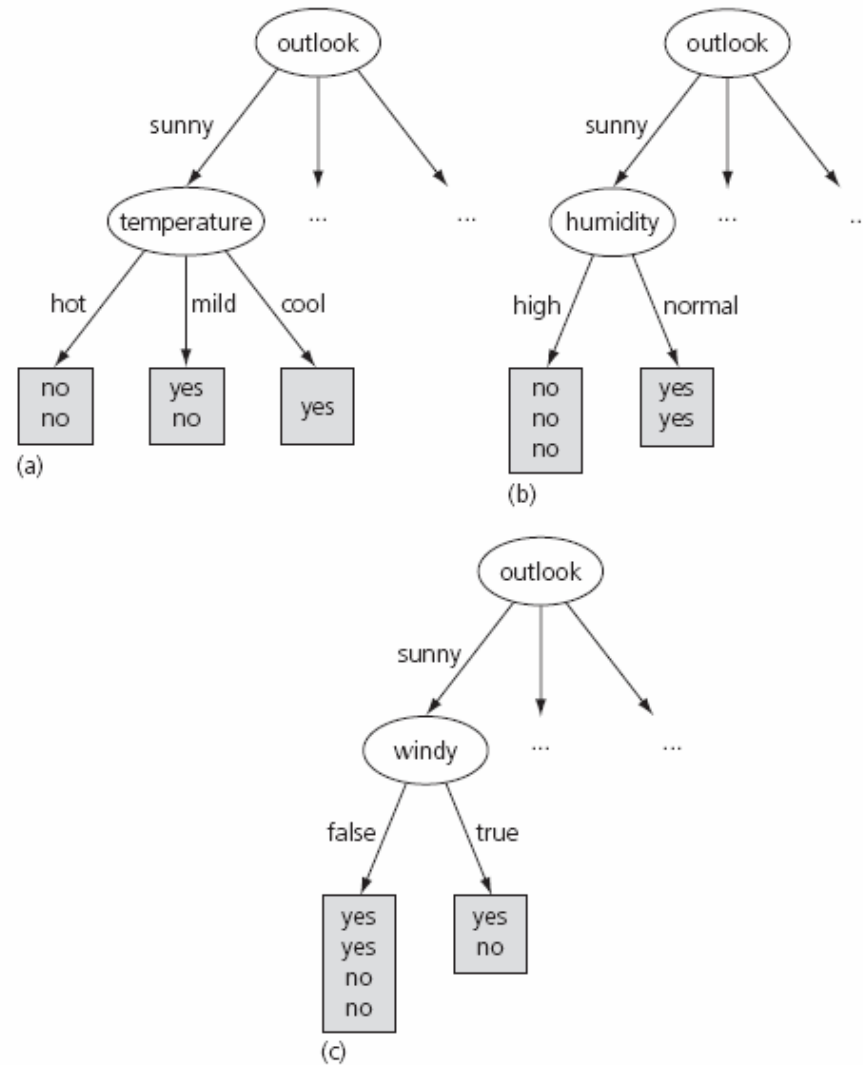 outlook
sunny
temperature
...
...
hot
mild
cool
no
no
yes
no
yes
(a)
outlook
sunny
humidity
...
..
high
normal
no
no
no
yes
yes
(b)
outlook
sunny
windy
...
...
false
true
yes
yes
no
no
yes
no
(c)